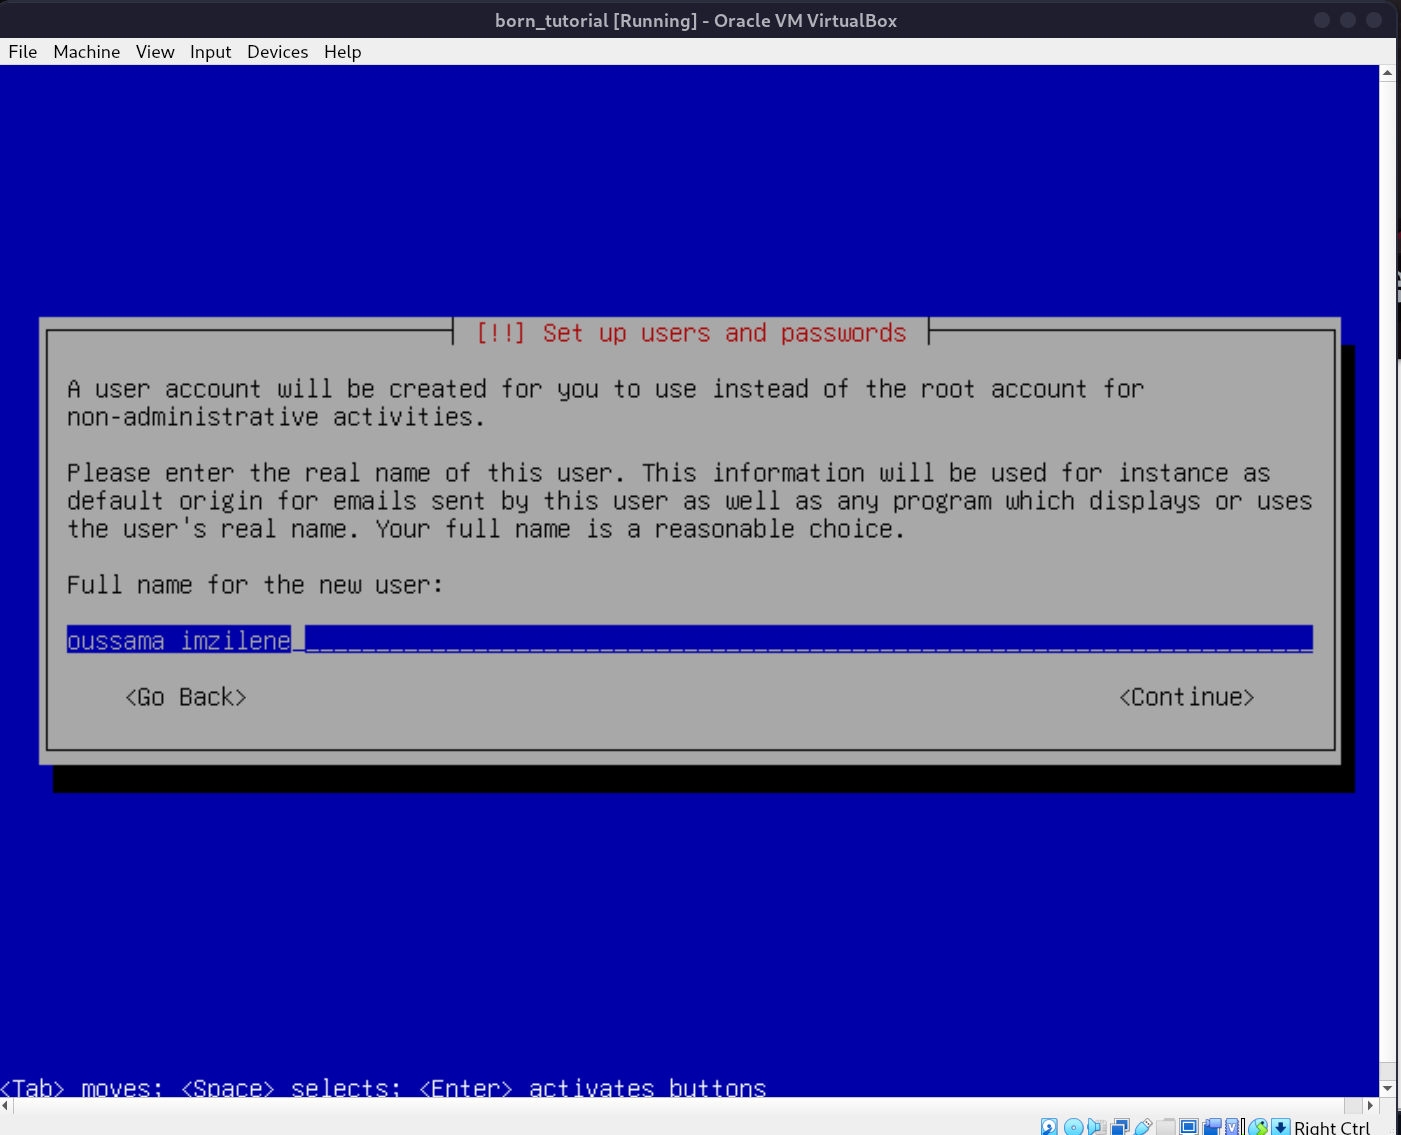 born_tutorial [Running] - Oracle VM VirtualBox
File Machine View Input Devices Help
[!!] Set up users and passwords
A user account will be created for you to use instead of the root account for
non-administrative activities.
Please enter the real name of this user. This information will be used for instance as
default origin for emails sent by this user as well as any program which displays or uses
the user's real name. Your full name is a reasonable choice.
Full name for the new user:
oussama imzilene
<Go Back> <Continue>
<Tab> moves; <Space> selects; <Enter> activates buttons
Right Ctrl